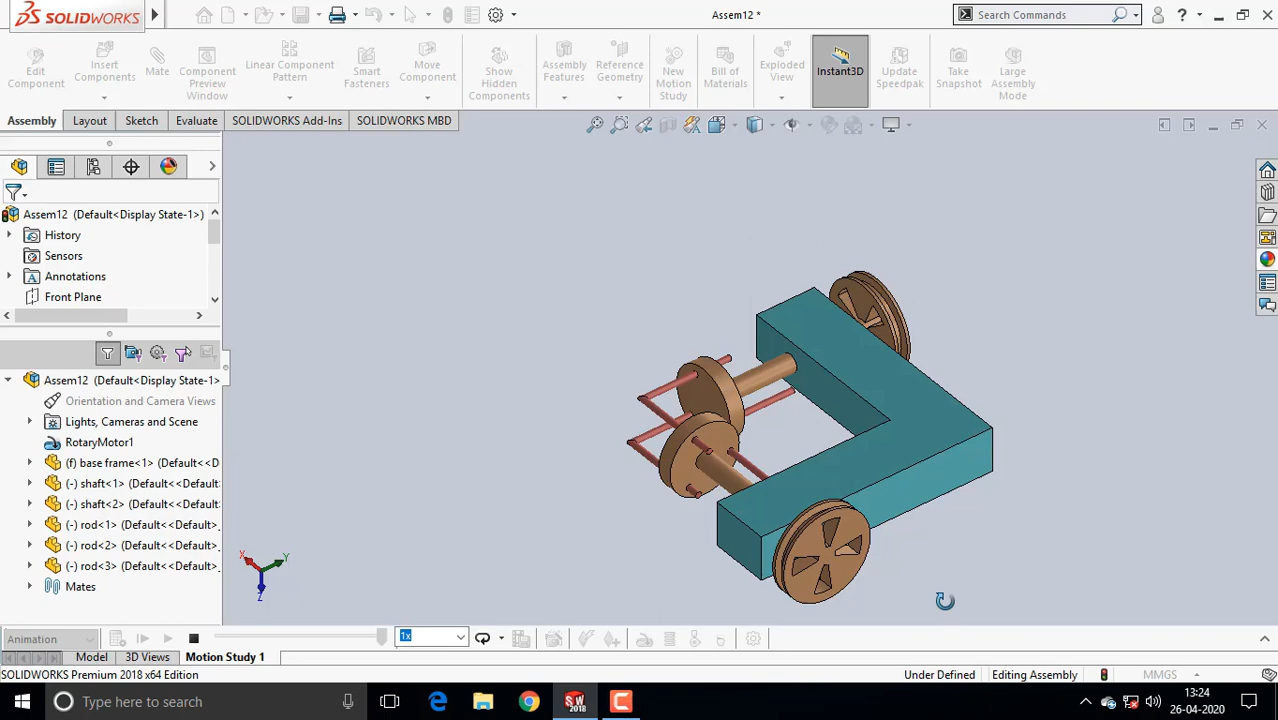 SOLIDWORKS
Assem12 *
Search Commands
?
Edit Component
Insert Components
Mate
Component Preview Window
Linear Component Pattern
Smart Fasteners
Move Component
Show Hidden Components
Assembly Features
Reference Geometry
New Motion Study
Bill of Materials
Exploded View
Instant3D
Update Speedpak
Take Snapshot
Large Assembly Mode
Assembly Layout Sketch Evaluate SOLIDWORKS Add-Ins SOLIDWORKS MBD
Assem12 (Default<Display State-1>)
History
Sensors
Annotations
Front Plane
Assem12 (Default<Display State-1>
Orientation and Camera Views
Lights, Cameras and Scene
RotaryMotor1
(f) base frame<1> (Default<<D
(-) shaft<1> (Default<<Default>
(-) shaft<2> (Default<<Default>
(-) rod<1> (Default<<Default>_
(-) rod<2> (Default<<Default>_
(-) rod<3> (Default<<Default>_
Mates
X Y
Z
Animation
1x
Model 3D Views Motion Study 1
SOLIDWORKS Premium 2018 x64 Edition
Under Defined Editing Assembly MMGS
Type here to search
SW
2018
13:24
26-04-2020